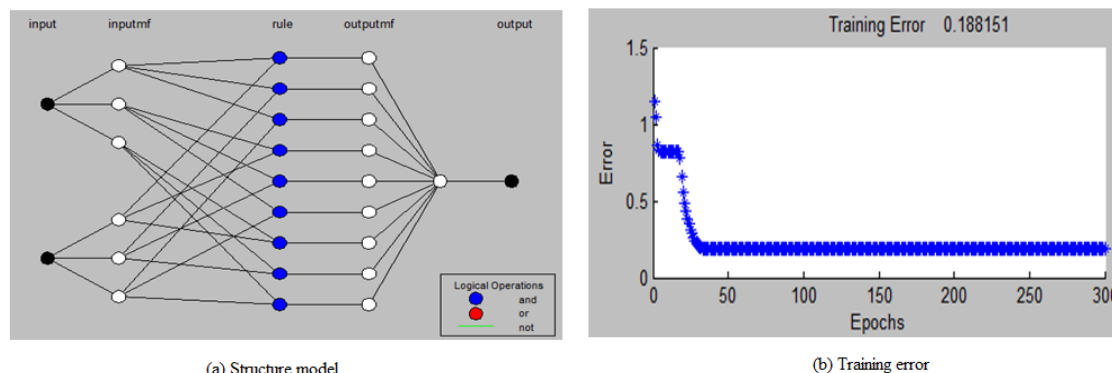 input inputmf rule outputmf output
Logical Operations
and
or
not
(a) Structure model
Training Error 0.188151
1.5
1
0.5
0
Error
0 50 100 150 200 250 300
Epochs
(b) Training error